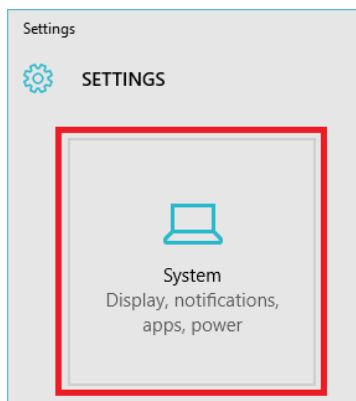 Settings
SETTINGS
System
Display, notifications,
apps, power